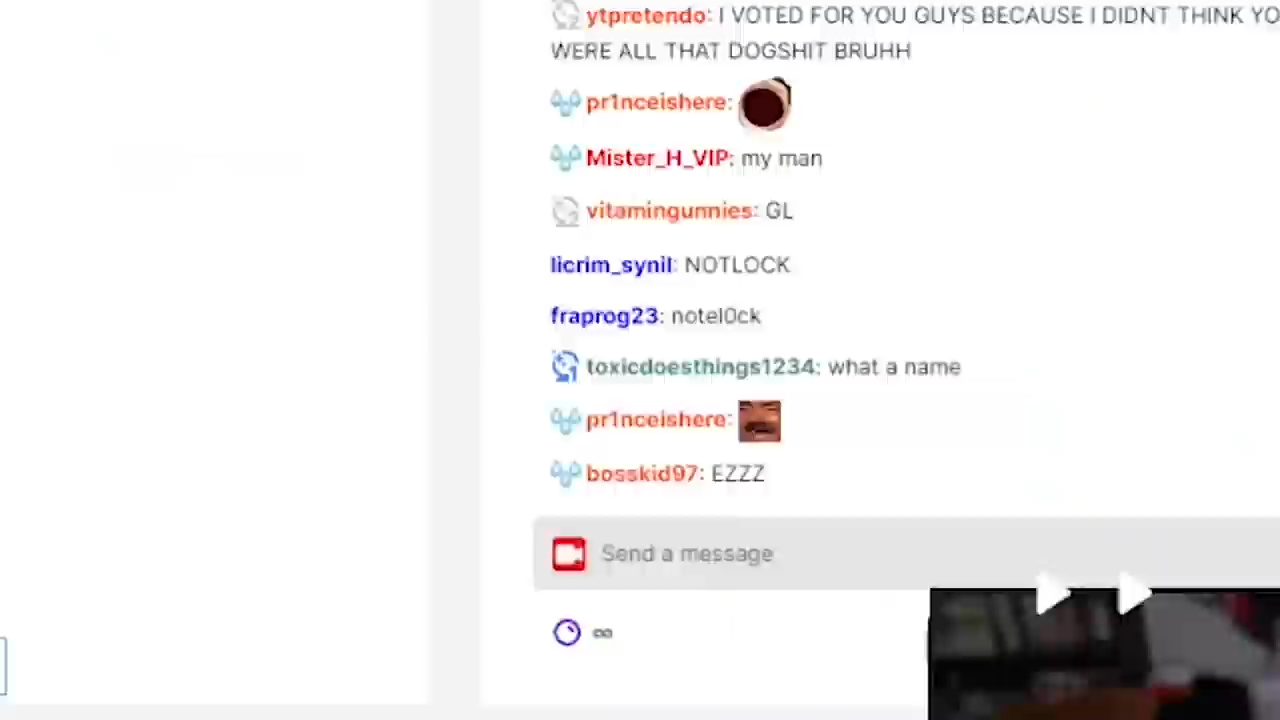 ytpretendo: I VOTED FOR YOU GUYS BECAUSE I DIDNT THINK YO
WERE ALL THAT DOGSHIT BRUHH
pr1nceishere:
Mister_H_VIP: my man
vitamingunnies: GL
licrim_synil: NOTLOCK
fraprog23: notel0ck
toxicdoesthings1234: what a name
pr1nceishere:
bosskid97: EZZZ
Send a message
∞